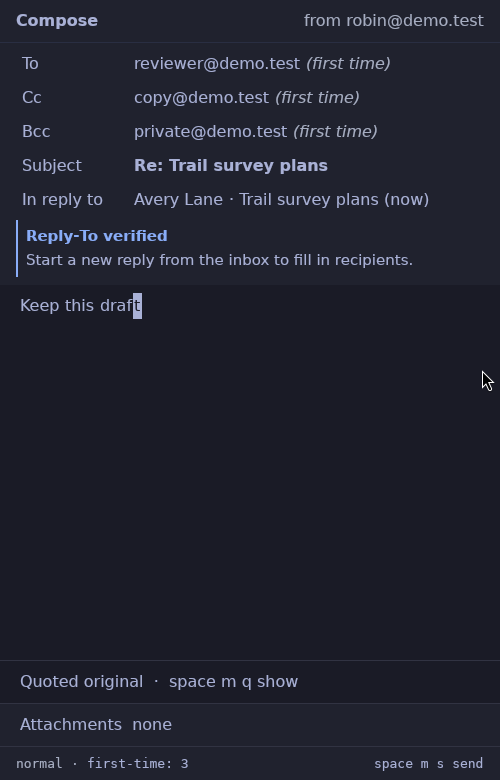 Compose from robin@demo.test
To reviewer@demo.test (first time)
Cc copy@demo.test (first time)
Bcc private@demo.test (first time)
Subject Re: Trail survey plans
In reply to Avery Lane · Trail survey plans (now)
Reply-To verified
Start a new reply from the inbox to fill in recipients.
Keep this draft
Quoted original · space m q show
Attachments none
normal · first-time: 3 space m s send